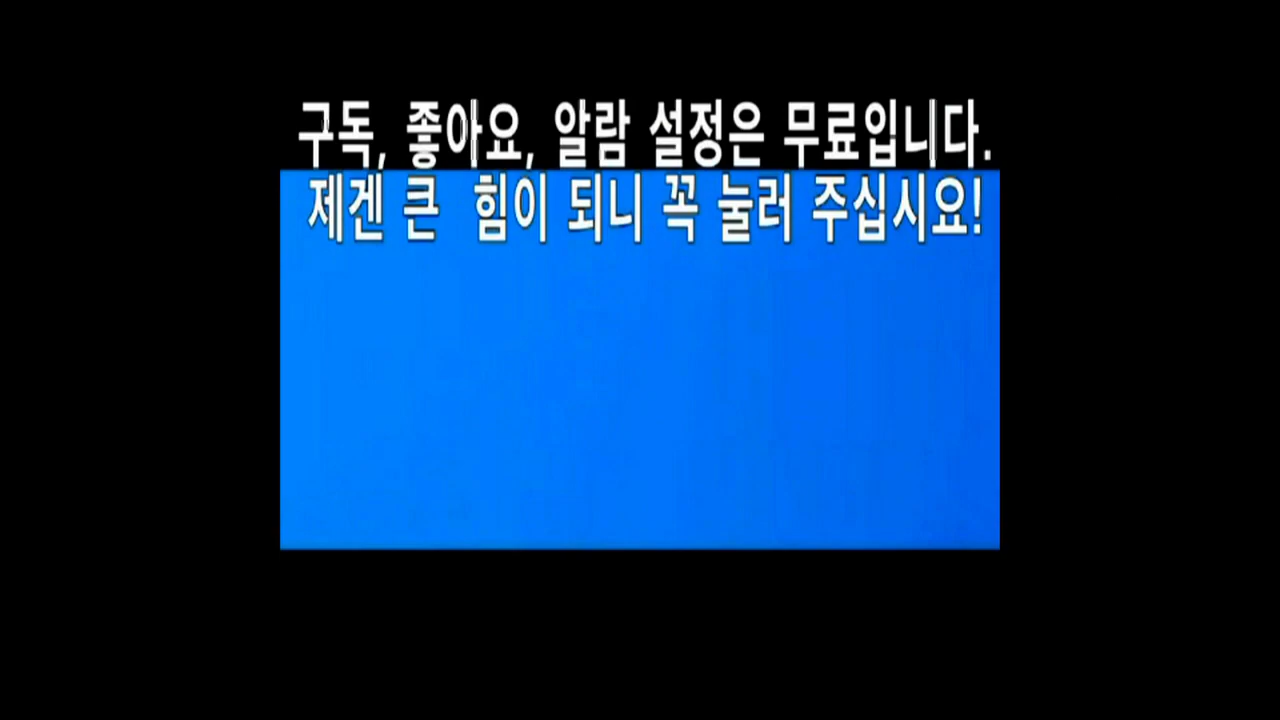 구독, 좋아요, 알람 설정은 무료입니다.
제겐 큰 힘이 되니 꼭 눌러 주십시요!